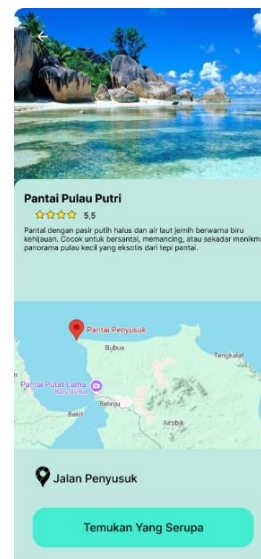 Pantai Pulau Putri
5,5
Pantai dengan pasir putih halus dan air laut jernih berwarna biru
kehijauan. Cocok untuk bersantai, memancing, atau sekadar menikm
panorama pulau kecil yang eksotis dari tepi pantai.
Pantai Penyusuk
Bubus
Tengkalat
Pantai Putat Lama
Baru dilihat
Belinju
Bakit
Airabik
Jalan Penyusuk
Temukan Yang Serupa